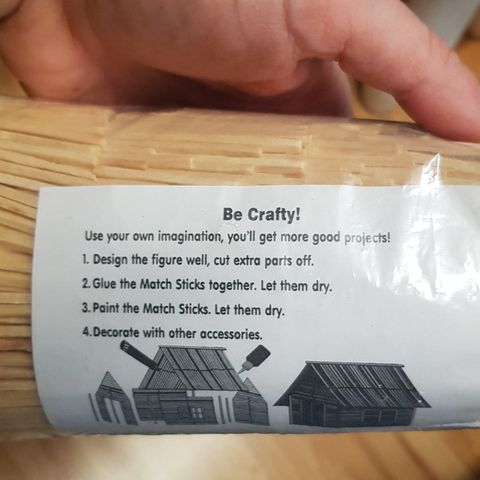 Be Crafty!
Use your own imagination, you'll get more good projects!
1. Design the figure well, cut extra parts off.
2. Glue the Match Sticks together. Let them dry.
3. Paint the Match Sticks. Let them dry.
4. Decorate with other accessories.